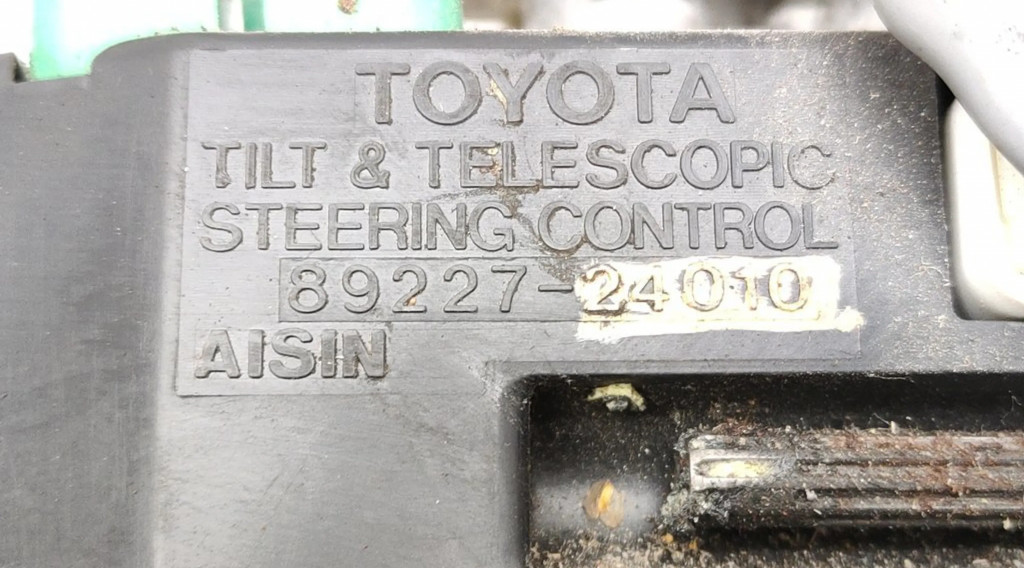 TOYOTA
TILT & TELESCOPIC
STEERING CONTROL
89227-24010
AISIN